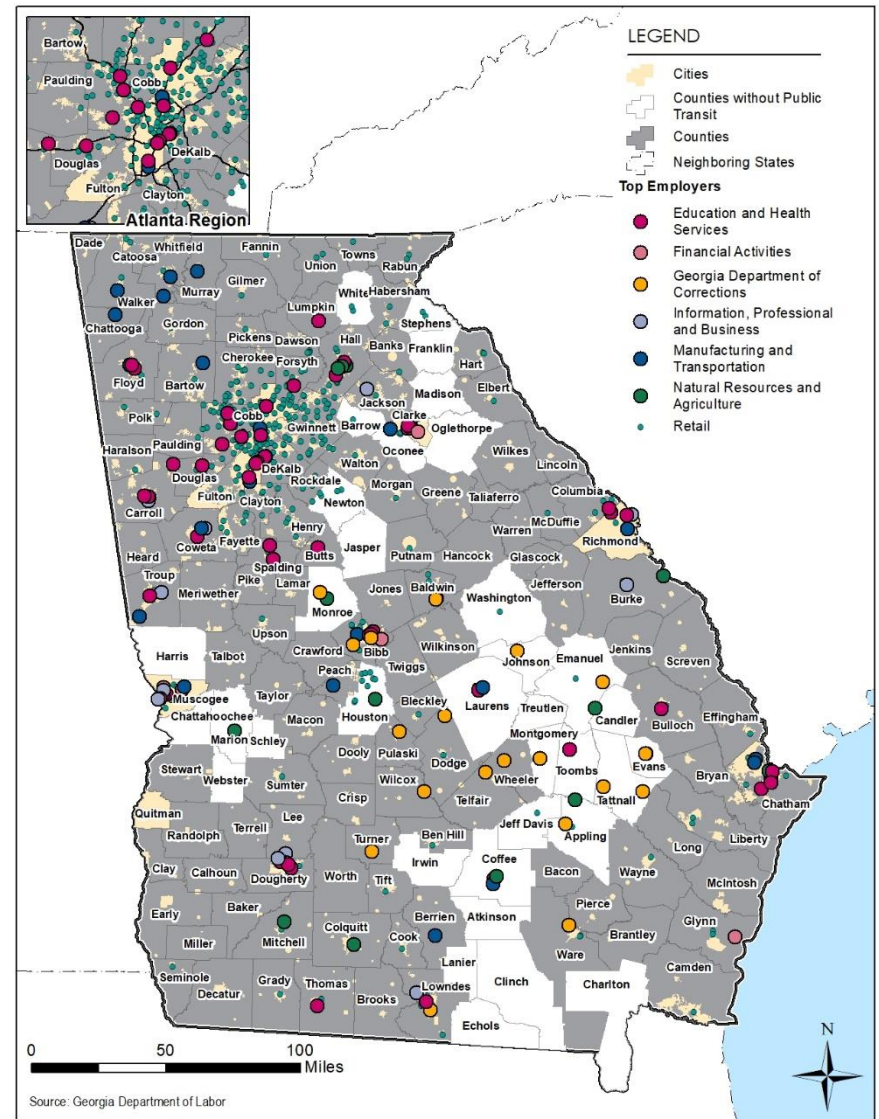 Bartow
Paulding
Cobb
DeKalb
Douglas
Fulton
Clayton
Atlanta Region
LEGEND
Cities
Counties without Public
Transit
Counties
Neighboring States
Top Employers
Education and Health
Services
Financial Activities
Georgia Department of
Corrections
Information, Professional
and Business
Manufacturing and
Transportation
Natural Resources and
Agriculture
Retail
Dade
Catoosa
Whitfield
Fannin
Union
Towns
Rabun
Walker
Murray
Gilmer
White
Habersham
Lumpkin
Stephens
Chattooga
Gordon
Pickens
Dawson
Hall
Banks
Franklin
Hart
Floyd
Bartow
Cherokee
Forsyth
Jackson
Madison
Elbert
Polk
Cobb
Gwinnett
Barrow
Clarke
Oglethorpe
Haralson
Paulding
Oconee
Walton
Wilkes
Lincoln
Douglas
DeKalb
Rockdale
Morgan
Greene
Taliaferro
Columbia
Carroll
Fulton
Clayton
Newton
McDuffie
Warren
Richmond
Heard
Coweta
Fayette
Henry
Spalding
Butts
Jasper
Putnam
Hancock
Glascock
Troup
Meriwether
Pike
Lamar
Monroe
Jones
Baldwin
Jefferson
Burke
Washington
Harris
Talbot
Upson
Crawford
Bibb
Twiggs
Wilkinson
Johnson
Emanuel
Jenkins
Screven
Muscogee
Taylor
Peach
Bleckley
Laurens
Treutlen
Candler
Bulloch
Effingham
Chattahoochee
Macon
Houston
Marion
Schley
Dooly
Pulaski
Montgomery
Toombs
Evans
Bryan
Chatham
Stewart
Webster
Sumter
Wilcox
Dodge
Wheeler
Telfair
Tattnall
Quitman
Crisp
Jeff Davis
Appling
Liberty
Long
Randolph
Terrell
Lee
Turner
Ben Hill
Irwin
Coffee
Bacon
Wayne
McIntosh
Clay
Calhoun
Dougherty
Worth
Tift
Atkinson
Pierce
Early
Baker
Berrien
Brantley
Glynn
Miller
Mitchell
Colquitt
Cook
Lanier
Ware
Camden
Seminole
Decatur
Grady
Thomas
Brooks
Lowndes
Clinch
Charlton
Echols
0 50 100
Miles
N
Source: Georgia Department of Labor